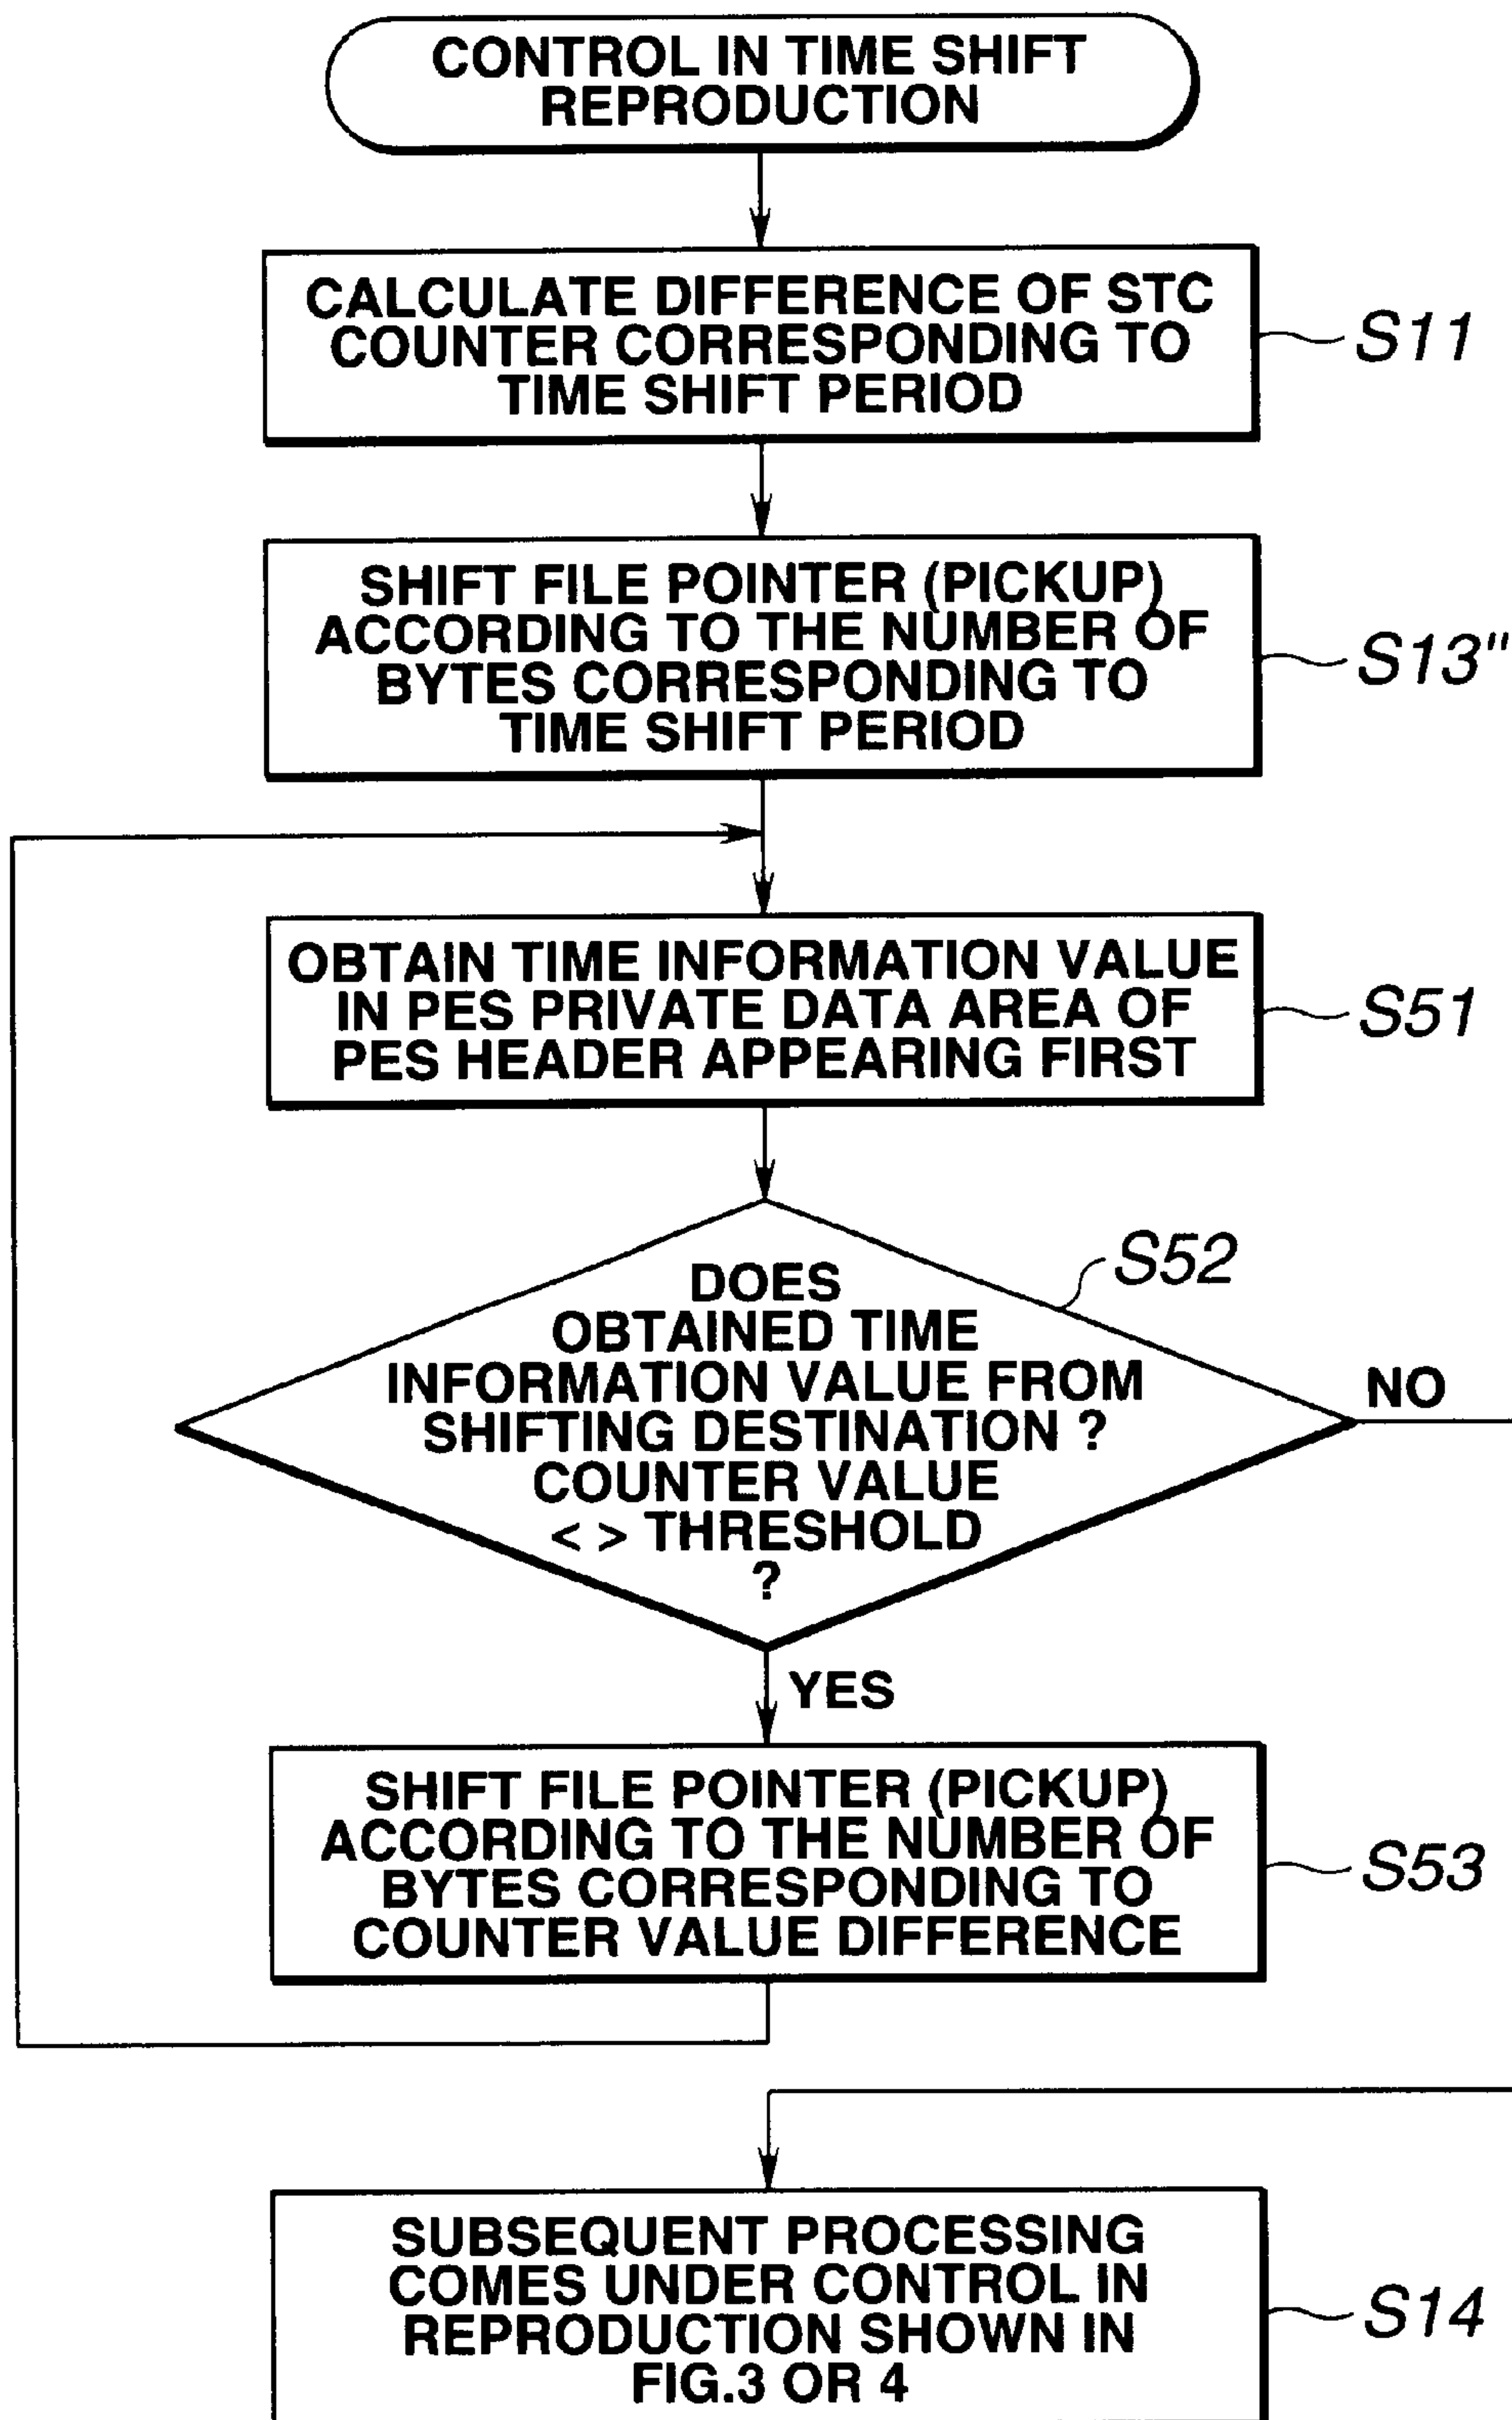 CONTROL IN TIME SHIFT
REPRODUCTION
CALCULATE DIFFERENCE OF STC
COUNTER CORRESPONDING TO
TIME SHIFT PERIOD
S11
SHIFT FILE POINTER (PICKUP)
ACCORDING TO THE NUMBER OF
BYTES CORRESPONDING TO
TIME SHIFT PERIOD
S13"
OBTAIN TIME INFORMATION VALUE
IN PES PRIVATE DATA AREA OF
PES HEADER APPEARING FIRST
S51
S52
DOES
OBTAINED TIME
INFORMATION VALUE FROM
SHIFTING DESTINATION ?
COUNTER VALUE
< > THRESHOLD
?
NO
YES
SHIFT FILE POINTER (PICKUP)
ACCORDING TO THE NUMBER OF
BYTES CORRESPONDING TO
COUNTER VALUE DIFFERENCE
S53
SUBSEQUENT PROCESSING
COMES UNDER CONTROL IN
REPRODUCTION SHOWN IN
FIG.3 OR 4
S14